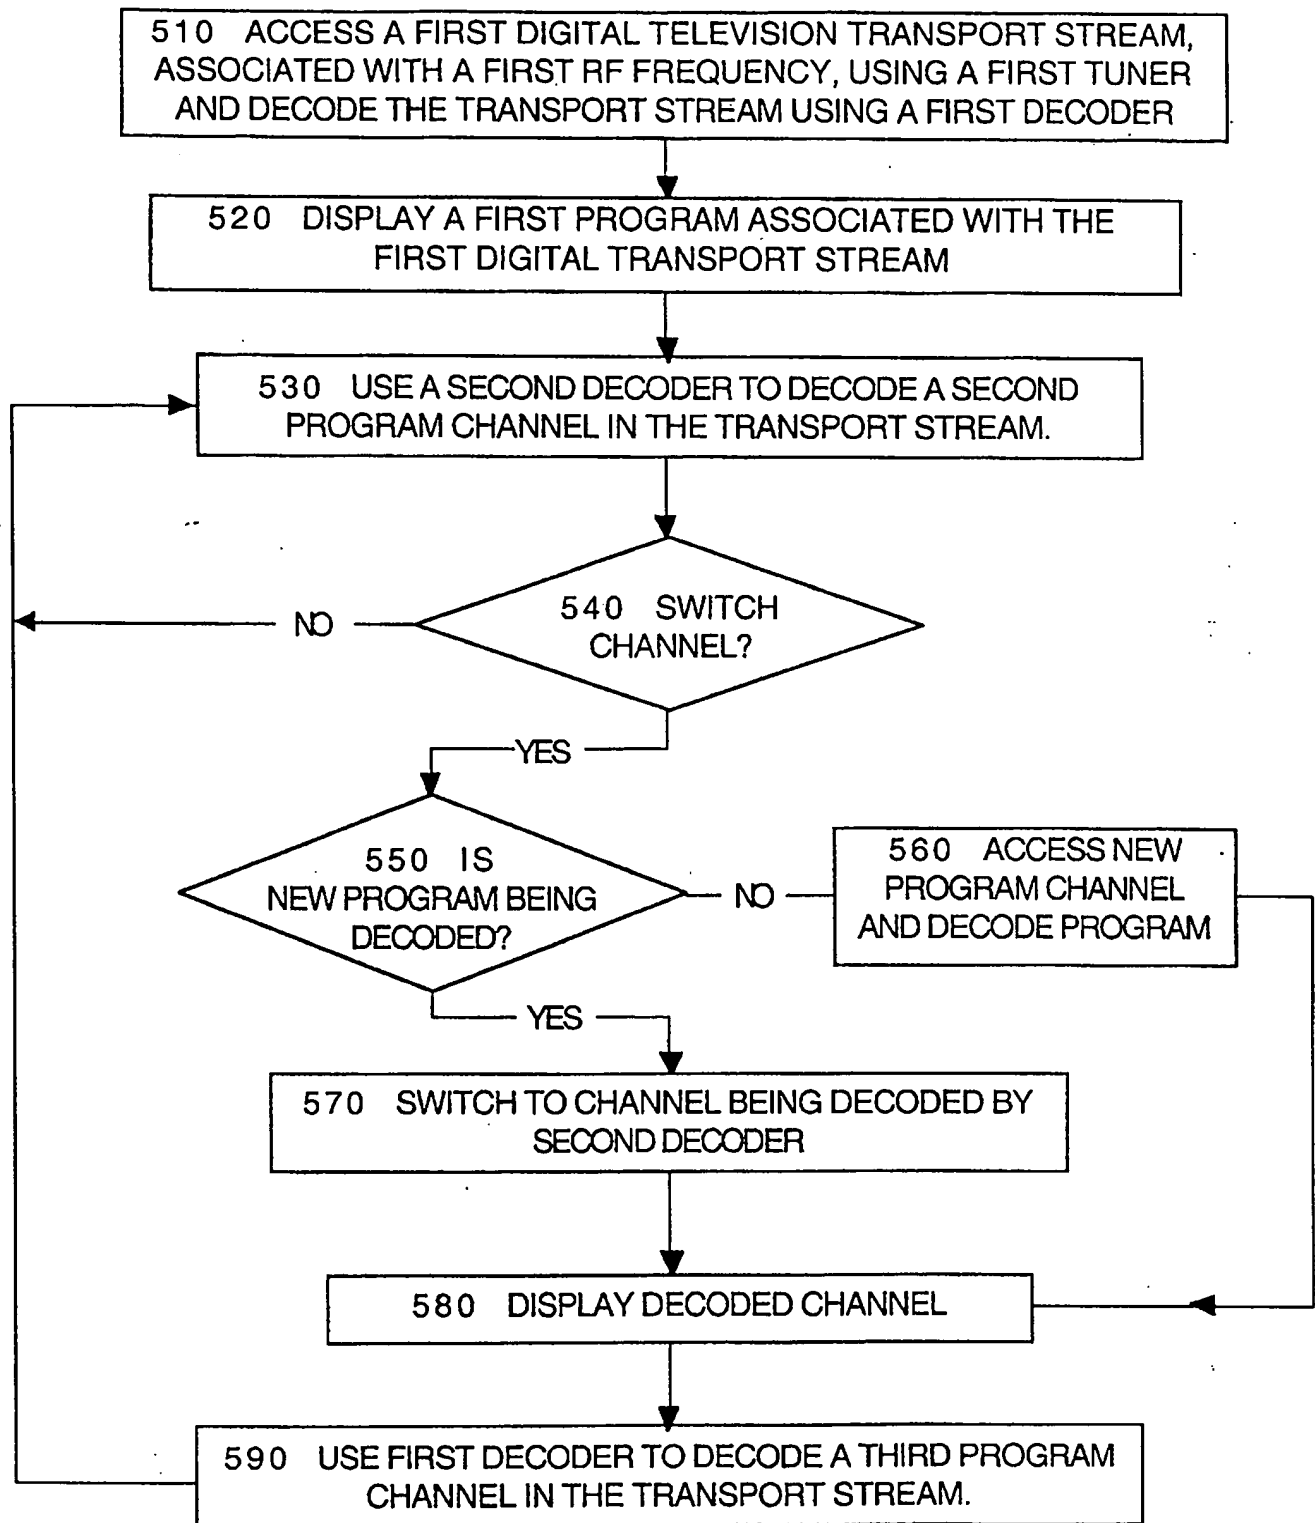 510 ACCESS A FIRST DIGITAL TELEVISION TRANSPORT STREAM,
ASSOCIATED WITH A FIRST RF FREQUENCY, USING A FIRST TUNER
AND DECODE THE TRANSPORT STREAM USING A FIRST DECODER
520 DISPLAY A FIRST PROGRAM ASSOCIATED WITH THE
FIRST DIGITAL TRANSPORT STREAM
530 USE A SECOND DECODER TO DECODE A SECOND
PROGRAM CHANNEL IN THE TRANSPORT STREAM.
540 SWITCH
CHANNEL?
NO
YES
550 IS
NEW PROGRAM BEING
DECODED?
NO
560 ACCESS NEW
PROGRAM CHANNEL
AND DECODE PROGRAM
YES
570 SWITCH TO CHANNEL BEING DECODED BY
SECOND DECODER
580 DISPLAY DECODED CHANNEL
590 USE FIRST DECODER TO DECODE A THIRD PROGRAM
CHANNEL IN THE TRANSPORT STREAM.